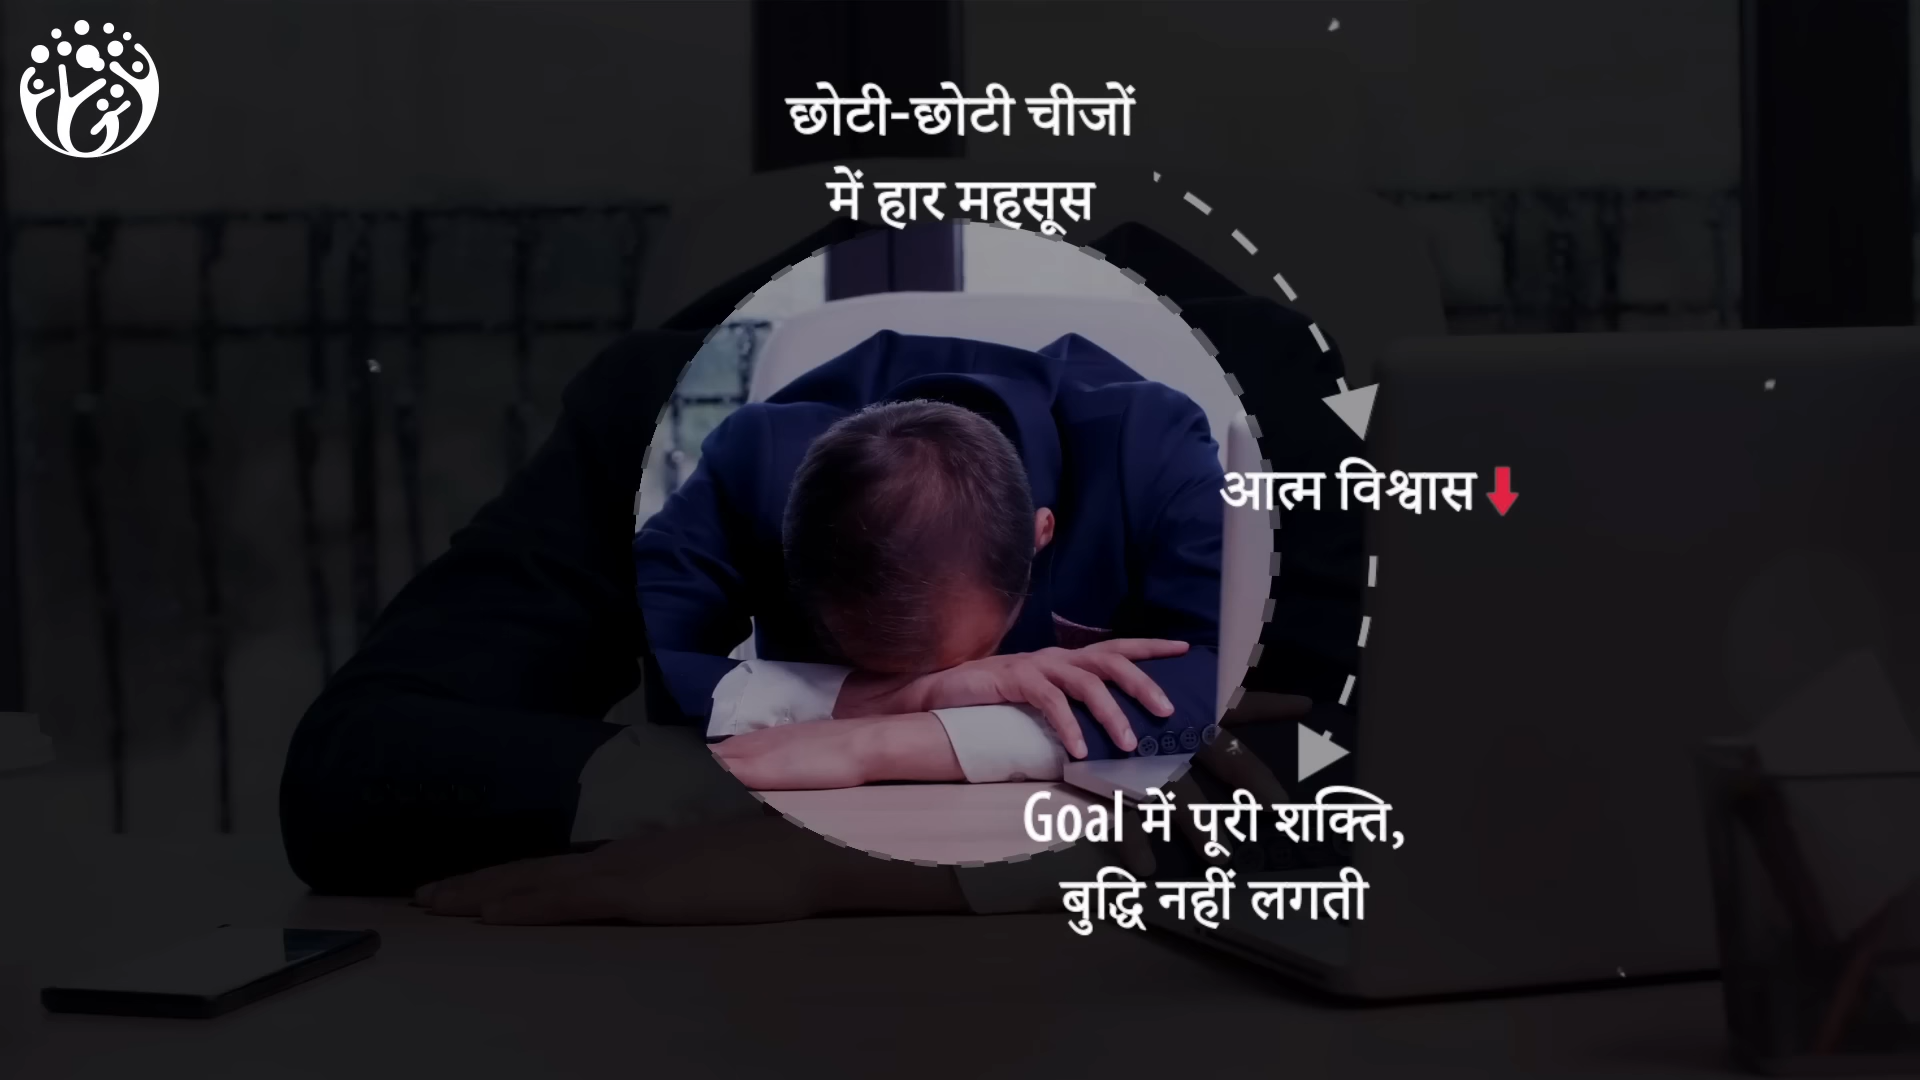 छोटी-छोटी चीजों
में हार महसूस
आत्म विश्वास
Goal में पूरी शक्ति,
बुद्धि नहीं लगती